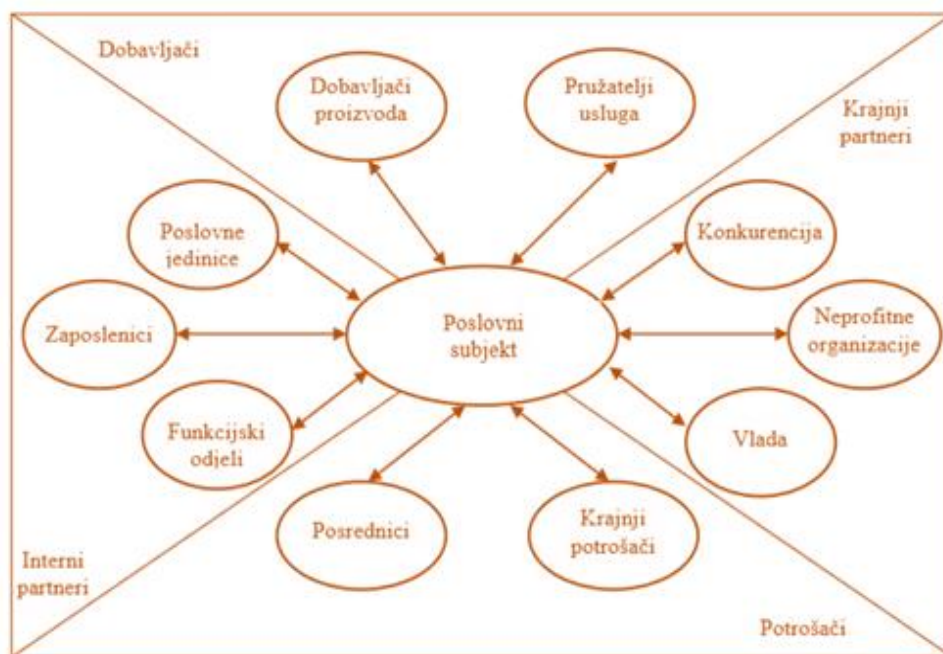 Dobavljači
Dobavljači
proizvoda
Pružatelji
usluga
Krajnji
partneri
Poslovne
jedinice
Konkurencija
Zaposlenici
Poslovni
subjekt
Neprofitne
organizacije
Funkcijski
odjeli
Vlada
Posrednici
Krajnji
potrošači
Interni
partneri
Potrošači